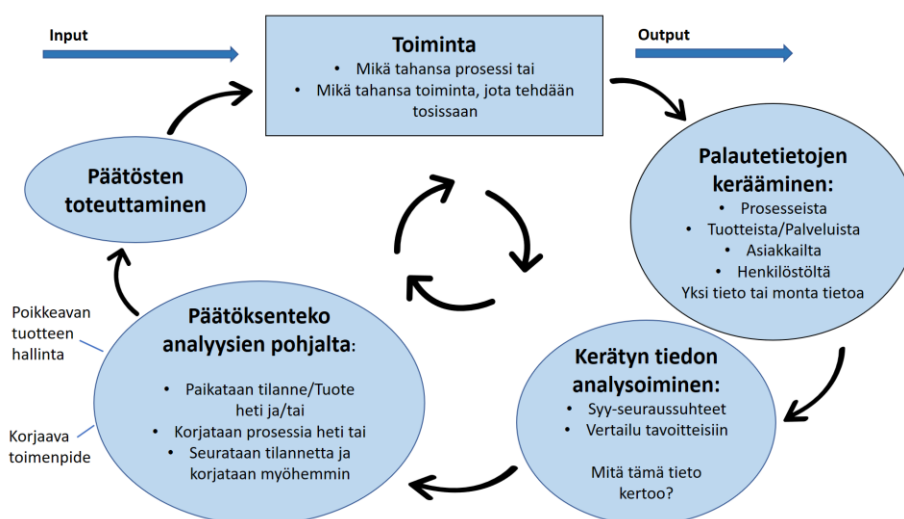 Input
Toiminta
• Mikä tahansa prosessi tai
• Mikä tahansa toiminta, jota tehdään
tosissaan
Output
Palautetietojen
kerääminen:
• Prosesseista
• Tuotteista/Palveluista
• Asiakkailta
• Henkilöstöltä
Yksi tieto tai monta tietoa
Kerätyn tiedon
analysoiminen:
• Syy-seuraussuhteet
• Vertailu tavoitteisiin
Mitä tämä tieto
kertoo?
Päätöksenteko
analyysien pohjalta:
• Paikataan tilanne/Tuote
heti ja/tai
• Korjataan prosessia heti tai
• Seurataan tilannetta ja
korjataan myöhemmin
Poikkeavan
tuotteen
hallinta
Korjaava
toimenpide
Päätösten
toteuttaminen